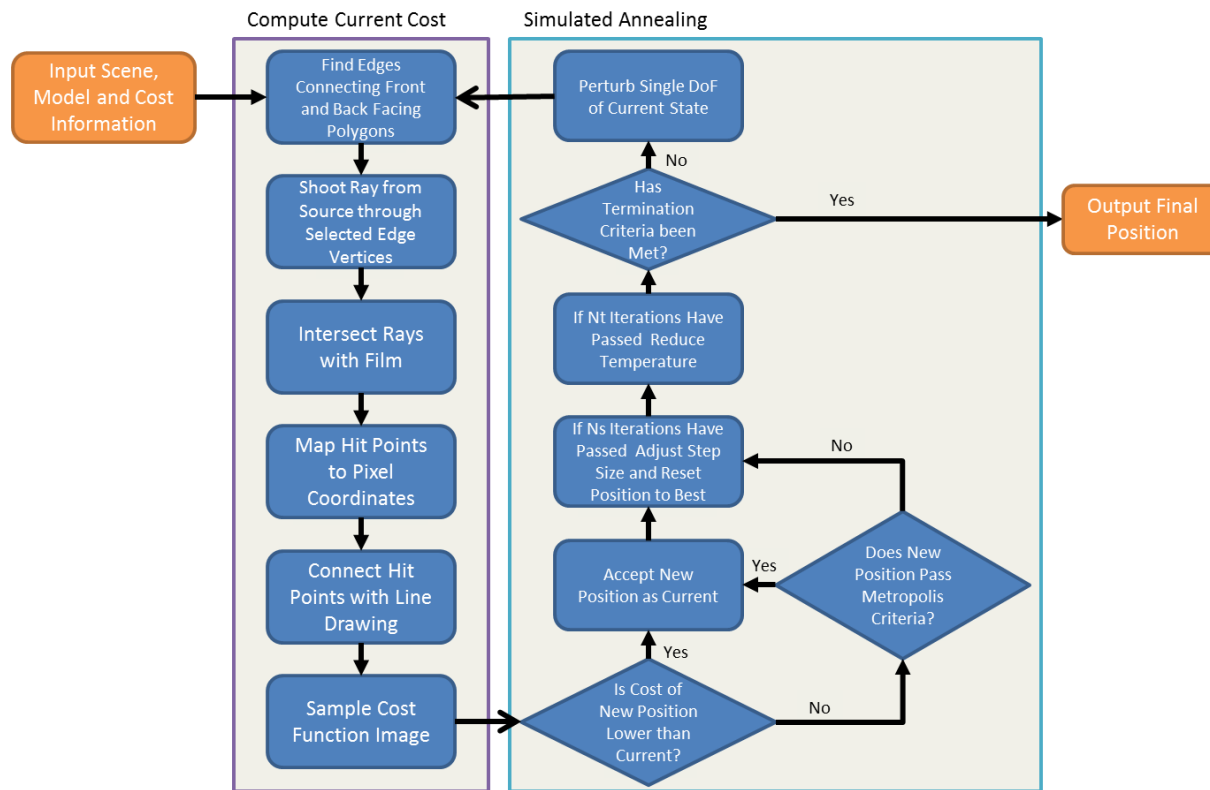 Compute Current Cost
Simulated Annealing
Input Scene,
Model and Cost
Information
Find Edges
Connecting Front
and Back Facing
Polygons
Shoot Ray from
Source through
Selected Edge
Vertices
Intersect Rays
with Film
Map Hit Points
to Pixel
Coordinates
Connect Hit
Points with Line
Drawing
Sample Cost
Function Image
Perturb Single DoF
of Current State
No
Has
Termination
Criteria been
Met?
Yes
Output Final
Position
If Nt Iterations Have
Passed Reduce
Temperature
If Ns Iterations Have
Passed Adjust Step
Size and Reset
Position to Best
No
Accept New
Position as Current
Yes
Does New
Position Pass
Metropolis
Criteria?
Yes
Is Cost of
New Position
Lower than
Current?
No